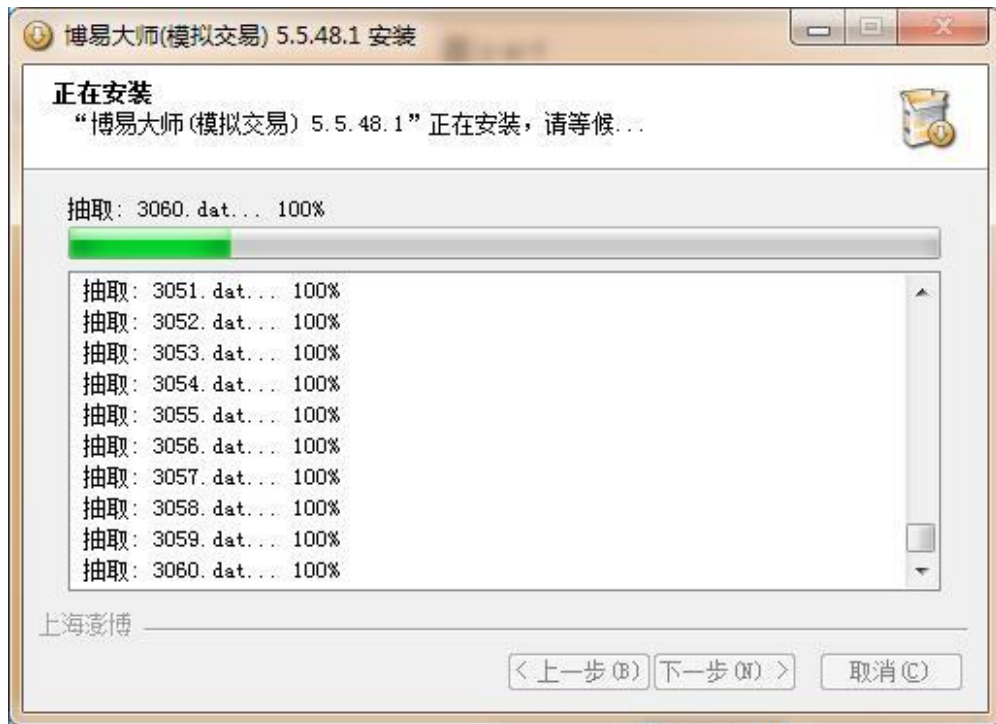 博易大师(模拟交易) 5.5.48.1 安装
正在安装
“博易大师(模拟交易) 5.5.48.1”正在安装，请等候...
抽取: 3060.dat... 100%
抽取: 3051.dat... 100%
抽取: 3052.dat... 100%
抽取: 3053.dat... 100%
抽取: 3054.dat... 100%
抽取: 3055.dat... 100%
抽取: 3056.dat... 100%
抽取: 3057.dat... 100%
抽取: 3058.dat... 100%
抽取: 3059.dat... 100%
抽取: 3060.dat... 100%
上海澎博
< 上一步(B) 下一步(N) > 取消(C)